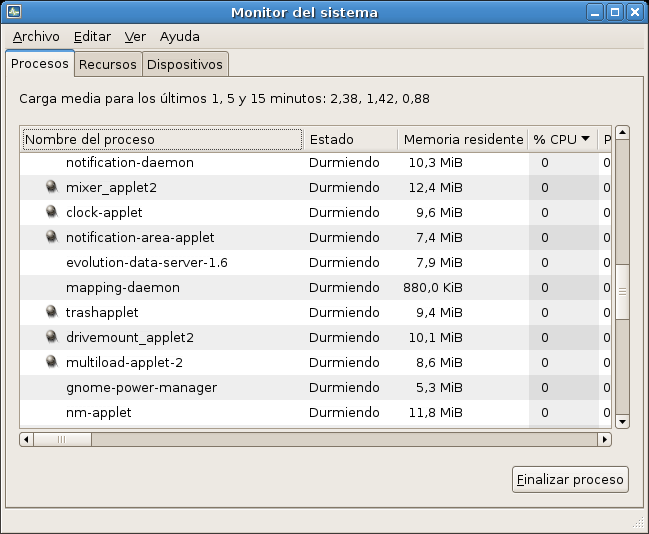 Monitor del sistema
Archivo Editar Ver Ayuda
Procesos Recursos Dispositivos
Carga media para los últimos 1, 5 y 15 minutos: 2,38, 1,42, 0,88
Nombre del proceso Estado Memoria residente % CPU P
notification-daemon Durmiendo 10,3 MiB 0 0
mixer_applet2 Durmiendo 12,4 MiB 0 0
clock-applet Durmiendo 9,6 MiB 0 0
notification-area-applet Durmiendo 7,4 MiB 0 0
evolution-data-server-1.6 Durmiendo 7,9 MiB 0 0
mapping-daemon Durmiendo 880,0 KiB 0 0
trashapplet Durmiendo 9,4 MiB 0 0
drivemount_applet2 Durmiendo 10,1 MiB 0 0
multiload-applet-2 Durmiendo 8,6 MiB 0 0
gnome-power-manager Durmiendo 5,3 MiB 0 0
nm-applet Durmiendo 11,8 MiB 0 0
Finalizar proceso